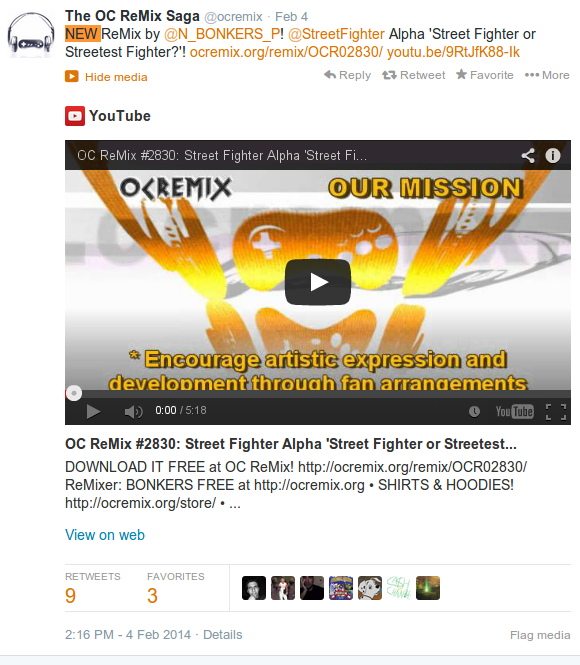 The OC ReMix Saga @ocremix · Feb 4
NEW ReMix by @N_BONKERS_P! @StreetFighter Alpha 'Street Fighter or
Streetest Fighter?'! ocremix.org/remix/OCR02830/ youtu.be/9RtJfK88-Ik
Hide media Reply Retweet Favorite ••• More
YouTube
OC ReMix #2830: Street Fighter Alpha 'Street Fi...
OCREMIX OUR MISSION
* Encourage artistic expression and
development through fan arrangements
0:00 / 5:18 YouTube
OC ReMix #2830: Street Fighter Alpha 'Street Fighter or Streetest...
DOWNLOAD IT FREE at OC ReMix! http://ocremix.org/remix/OCR02830/
ReMixer: BONKERS FREE at http://ocremix.org • SHIRTS & HOODIES!
http://ocremix.org/store/ • ...
View on web
RETWEETS FAVORITES
9 3
2:16 PM - 4 Feb 2014 · Details Flag media